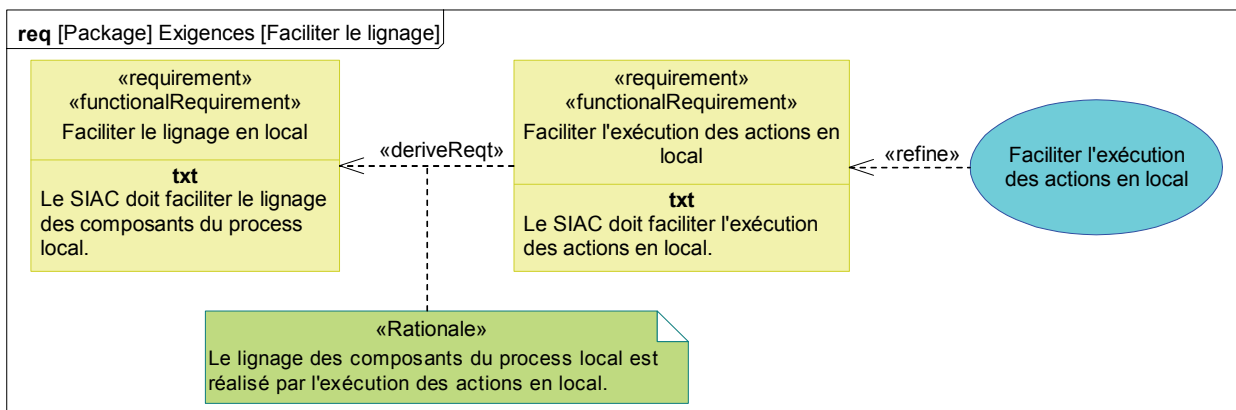 req [Package] Exigences [Faciliter le lignage]
«requirement»
«functionalRequirement»
Faciliter le lignage en local
txt
Le SIAC doit faciliter le lignage
des composants du process
local.
«deriveReqt»
«requirement»
«functionalRequirement»
Faciliter l'exécution des actions en
local
txt
Le SIAC doit faciliter l'exécution
des actions en local.
«refine»
Faciliter l'exécution
des actions en local
«Rationale»
Le lignage des composants du process local est
réalisé par l'exécution des actions en local.